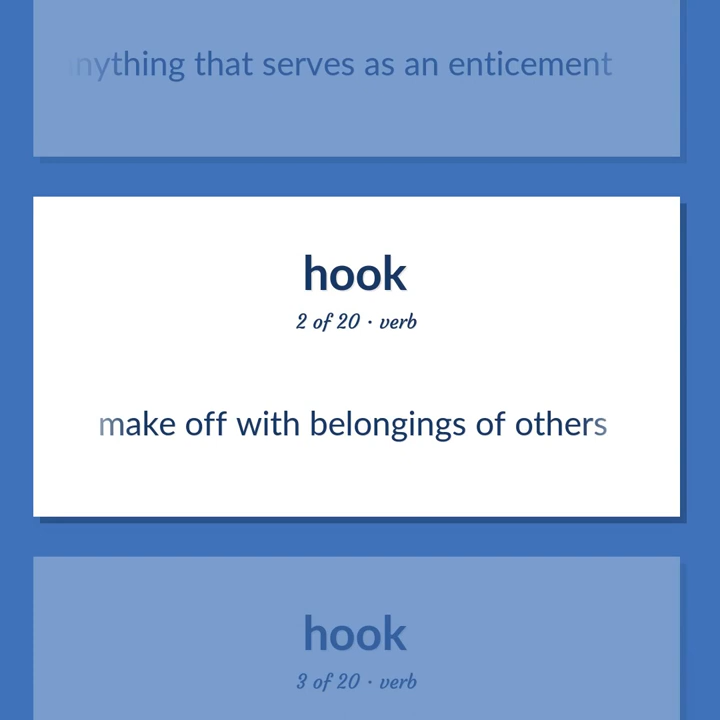 anything that serves as an enticement
hook
2 of 20 · verb
make off with belongings of others
hook
3 of 20 · verb